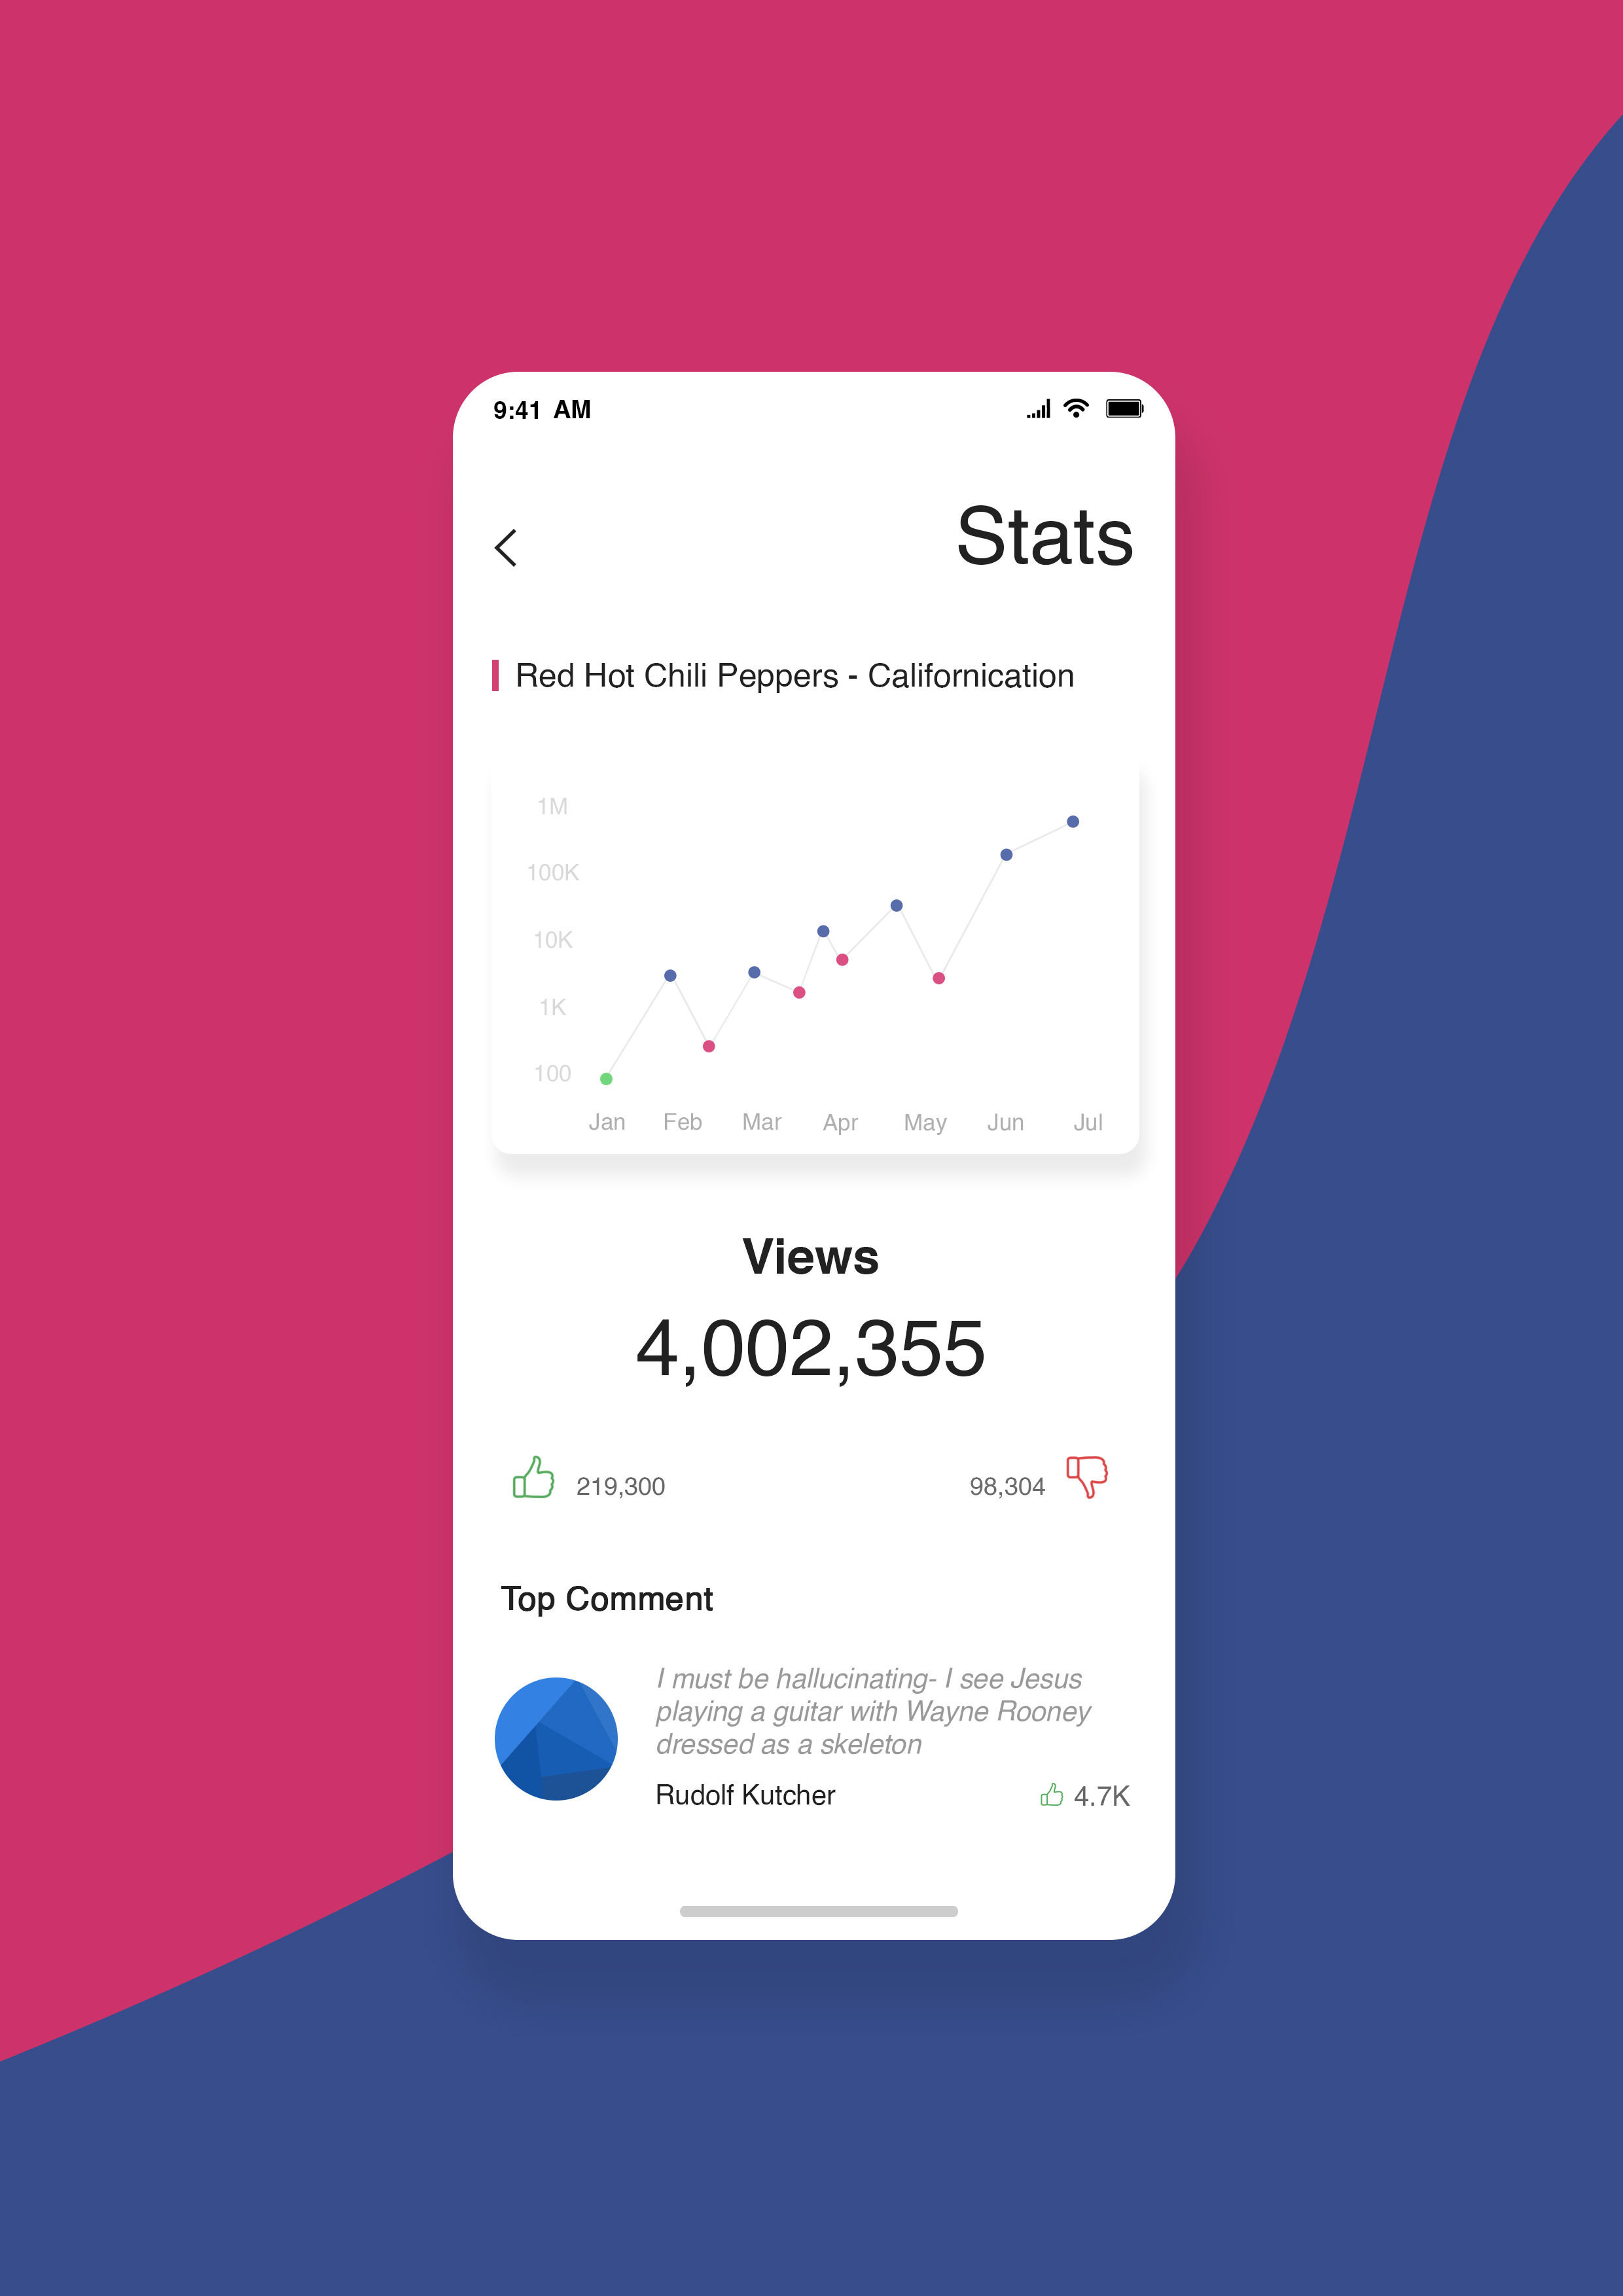 9:41 AM
Stats
Red Hot Chili Peppers - Californication
1M
100K
10K
1K
100
Jan Feb Mar Apr May Jun Jul
Views
4,002,355
219,300 98,304
Top Comment
I must be hallucinating- I see Jesus
playing a guitar with Wayne Rooney
dressed as a skeleton
Rudolf Kutcher 4.7K